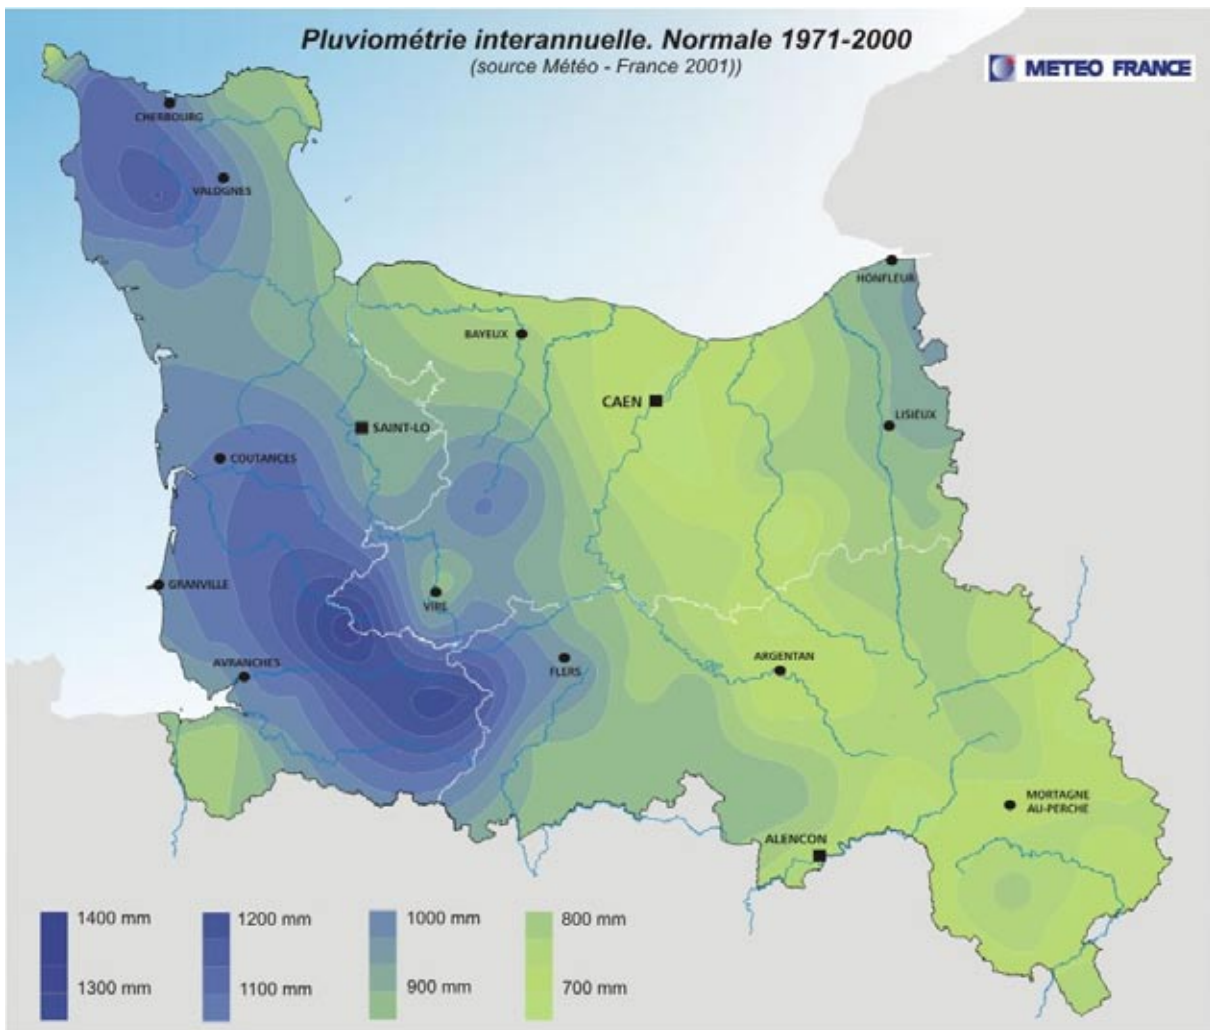 Pluviométrie interannuelle. Normale 1971-2000
(source Météo - France 2001))
METEO FRANCE
CHERBOURG
VALOGNES
HONFLEUR
BAYEUX
CAEN
LISIEUX
SAINT-LO
COUTANCES
GRANVILLE
VIRE
AVRANCHES
FLERS
ARGENTAN
MORTAGNE
AU-PERCHE
ALENCON
1400 mm
1300 mm
1200 mm
1100 mm
1000 mm
900 mm
800 mm
700 mm